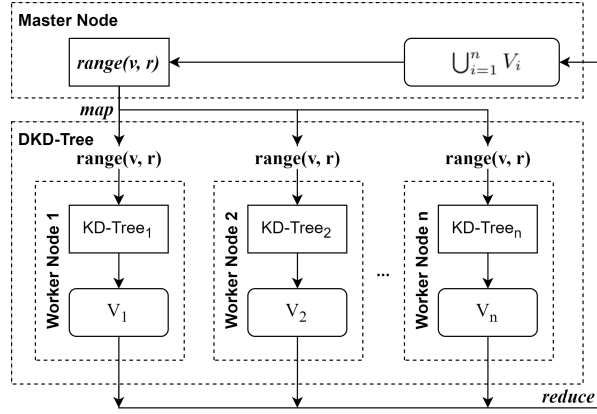 Master Node
range(v, r)
⋃ⁿᵢ₌₁ Vᵢ
map
DKD-Tree
range(v, r) range(v, r) range(v, r)
Worker Node 1
KD-Tree₁
V₁
Worker Node 2
KD-Tree₂
V₂
...
Worker Node n
KD-Treeₙ
Vₙ
reduce